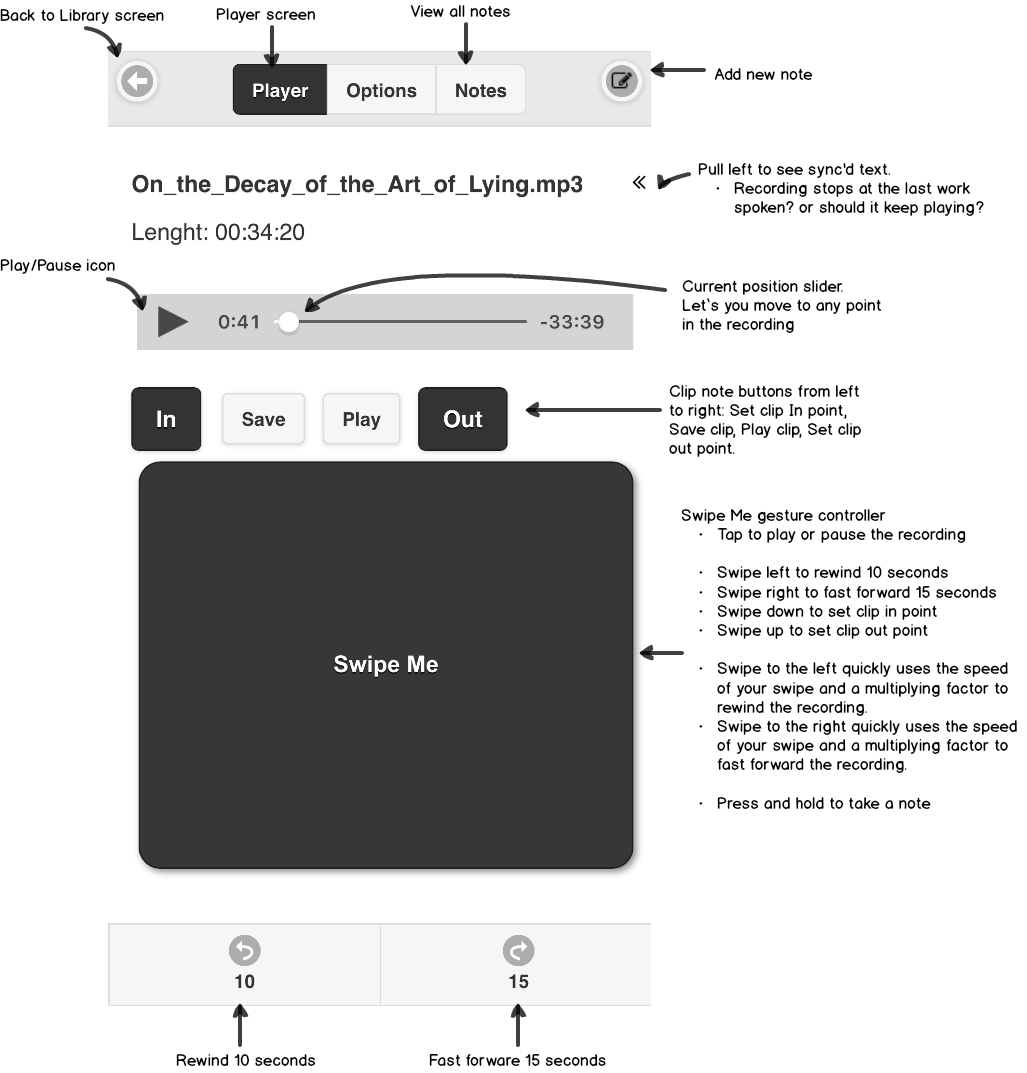 Back to Library screen
Player screen
View all notes
Player
Options
Notes
Add new note
On_the_Decay_of_the_Art_of_Lying.mp3
«
Pull left to see sync'd text.
· Recording stops at the last work
spoken? or should it keep playing?
Lenght: 00:34:20
Play/Pause icon
Current position slider.
Let`s you move to any point
in the recording
0:41
-33:39
In
Save
Play
Out
Clip note buttons from left
to right: Set clip In point,
Save clip, Play clip, Set clip
out point.
Swipe Me
Swipe Me gesture controller
· Tap to play or pause the recording
· Swipe left to rewind 10 seconds
· Swipe right to fast forward 15 seconds
· Swipe down to set clip in point
· Swipe up to set clip out point
· Swipe to the left quickly uses the speed
of your swipe and a multiplying factor to
rewind the recording.
· Swipe to the right quickly uses the speed
of your swipe and a multiplying factor to
fast forward the recording.
· Press and hold to take a note
10
15
Rewind 10 seconds
Fast forware 15 seconds